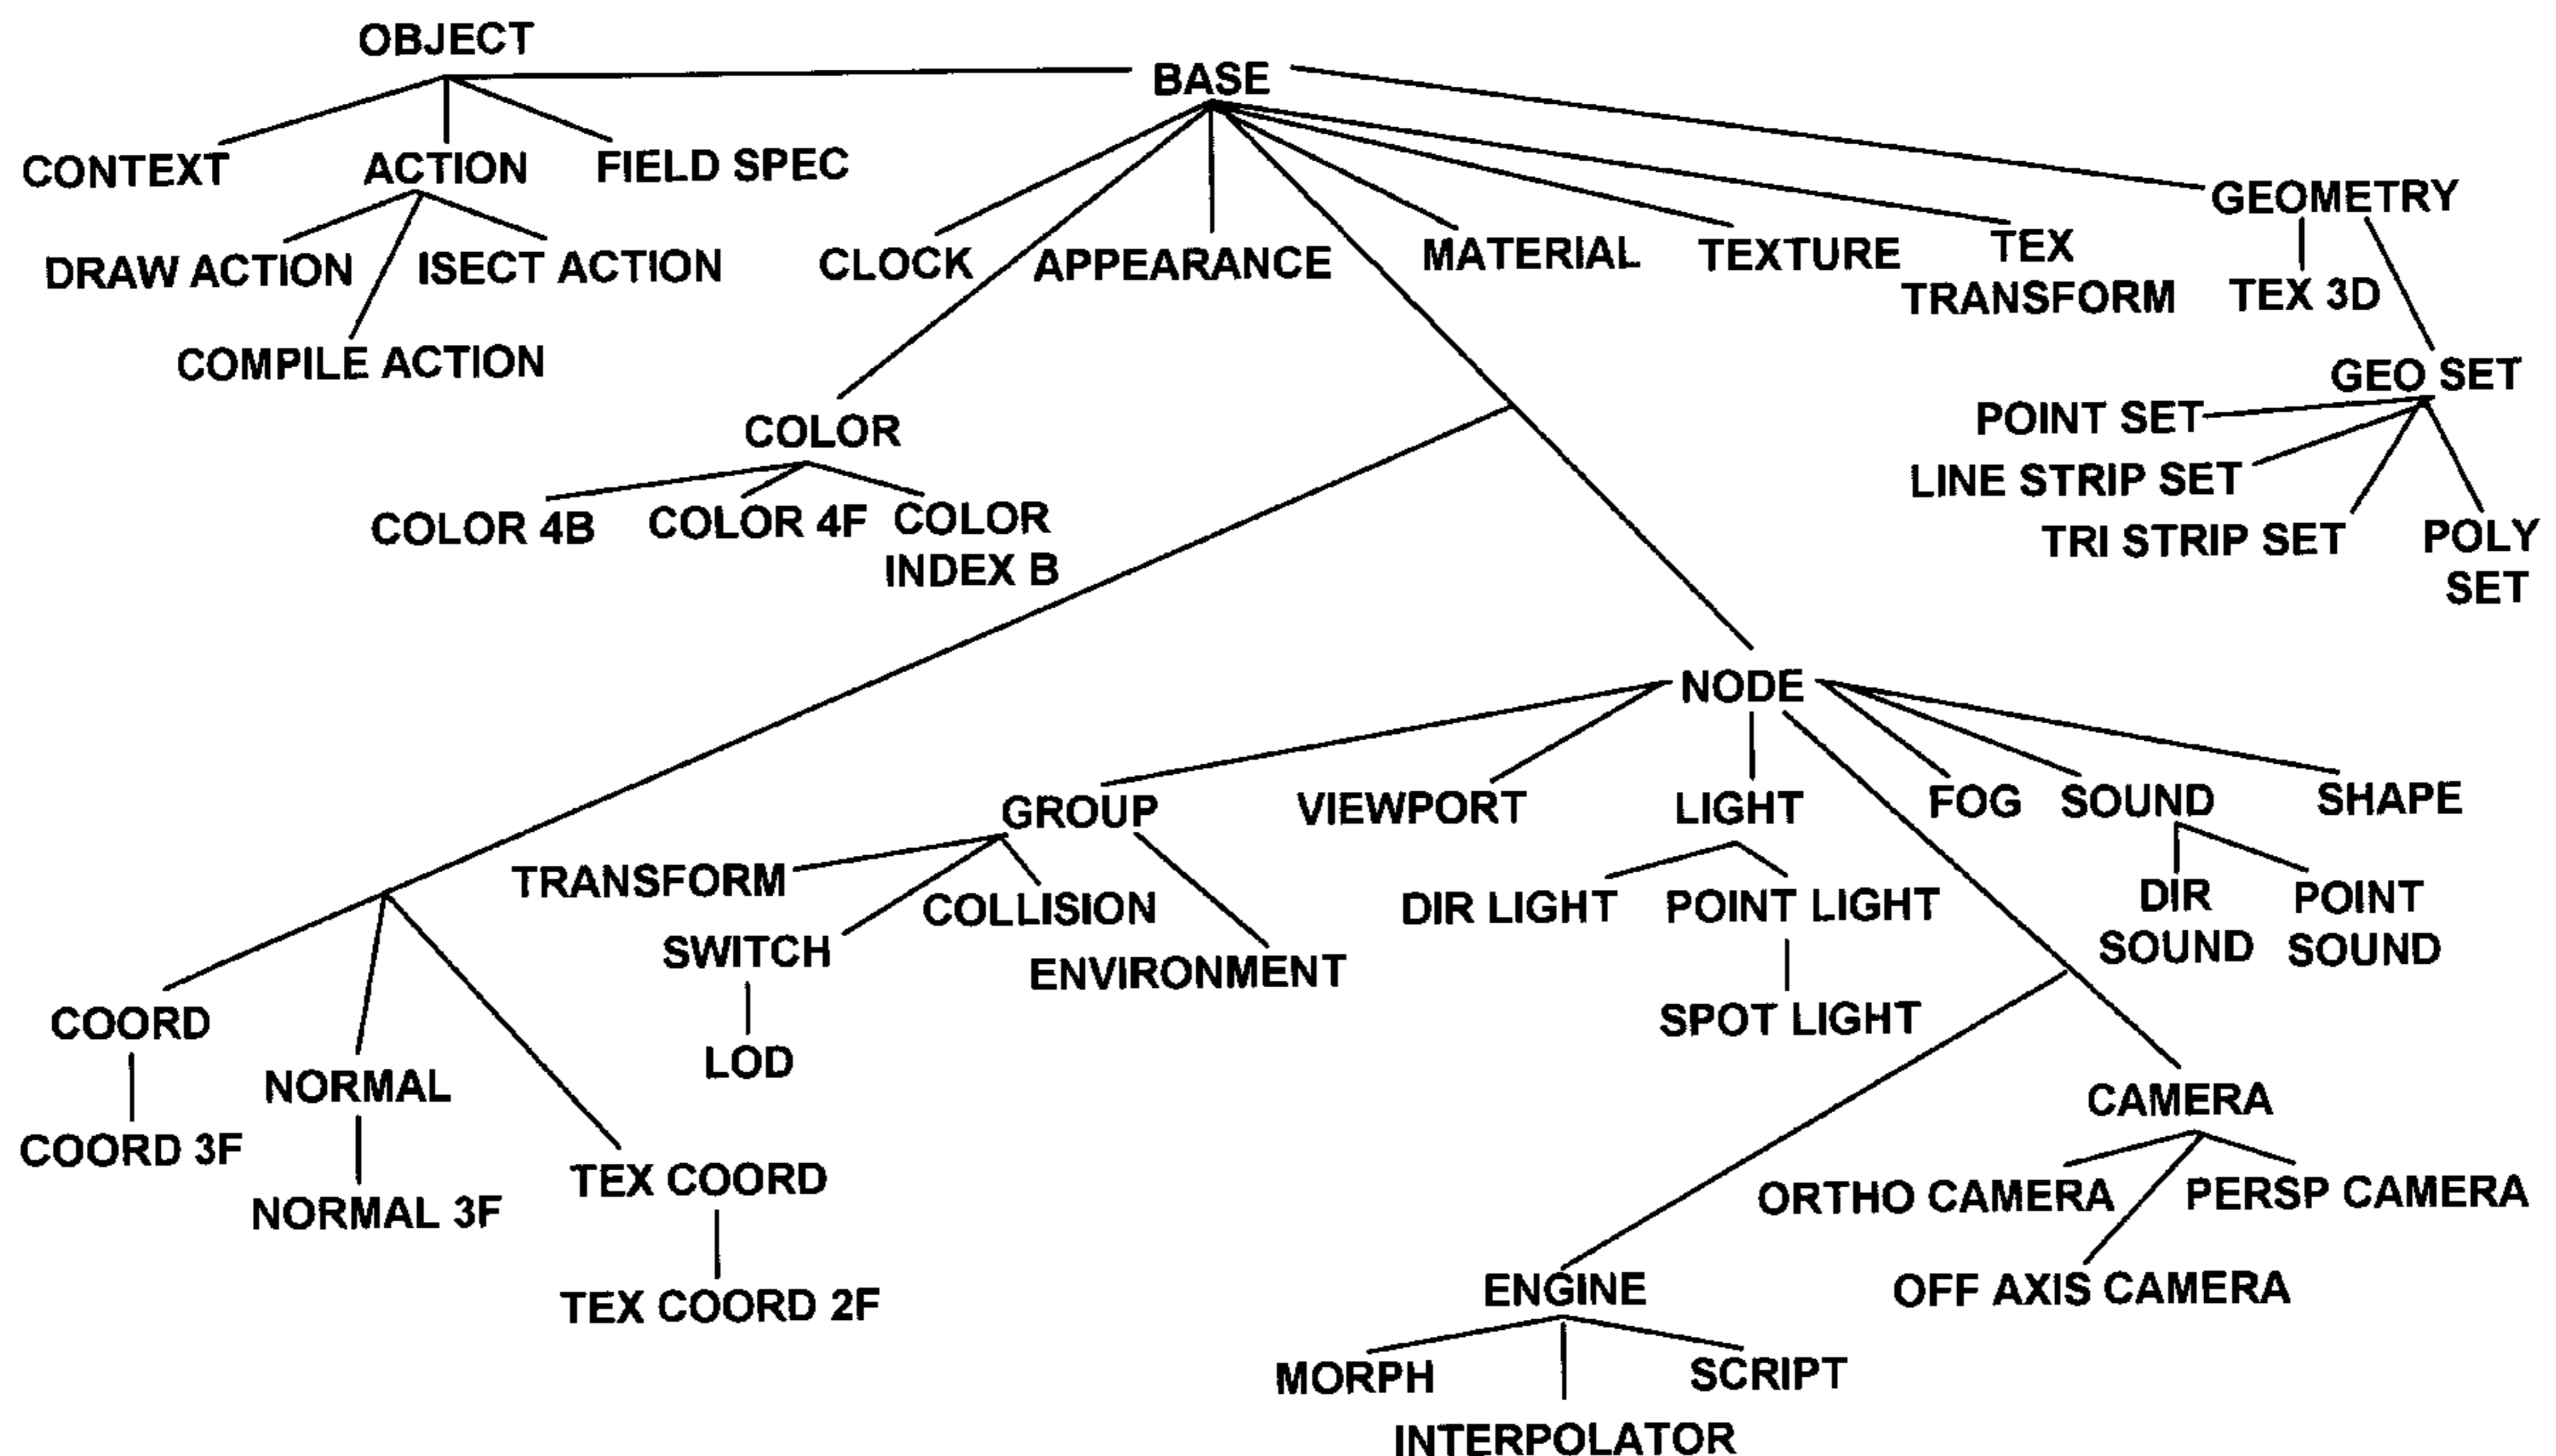 OBJECT
BASE
CONTEXT
ACTION
FIELD SPEC
GEOMETRY
DRAW ACTION
ISECT ACTION
CLOCK
APPEARANCE
MATERIAL
TEXTURE
TEX
TRANSFORM
TEX 3D
COMPILE ACTION
GEO SET
COLOR
POINT SET
LINE STRIP SET
COLOR 4B
COLOR 4F
COLOR
INDEX B
TRI STRIP SET
POLY
SET
NODE
GROUP
VIEWPORT
LIGHT
FOG
SOUND
SHAPE
TRANSFORM
COLLISION
DIR LIGHT
POINT LIGHT
DIR
SOUND
POINT
SOUND
SWITCH
ENVIRONMENT
COORD
SPOT LIGHT
LOD
NORMAL
CAMERA
COORD 3F
TEX COORD
ORTHO CAMERA
PERSP CAMERA
NORMAL 3F
ENGINE
OFF AXIS CAMERA
TEX COORD 2F
MORPH
SCRIPT
INTERPOLATOR